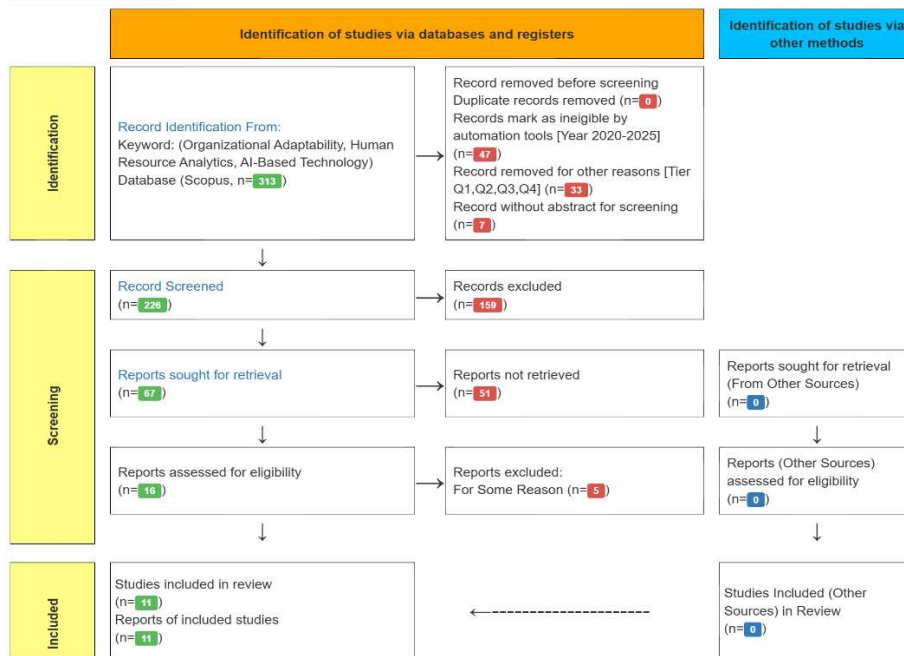 Identification of studies via databases and registers
Identification of studies via
other methods
Identification
Record Identification From:
Keyword: (Organizational Adaptability, Human
Resource Analytics, AI-Based Technology)
Database (Scopus, n=313)
Record removed before screening
Duplicate records removed (n=0)
Records mark as ineigible by
automation tools [Year 2020-2025]
(n=47)
Record removed for other reasons [Tier
Q1,Q2,Q3,Q4] (n=33)
Record without abstract for screening
(n=7)
Screening
Record Screened
(n=226)
Records excluded
(n=159)
Reports sought for retrieval
(n=67)
Reports not retrieved
(n=51)
Reports sought for retrieval
(From Other Sources)
(n=0)
Reports assessed for eligibility
(n=16)
Reports excluded:
For Some Reason (n=5)
Reports (Other Sources)
assessed for eligibility
(n=0)
Included
Studies included in review
(n=11)
Reports of included studies
(n=11)
Studies Included (Other
Sources) in Review
(n=0)